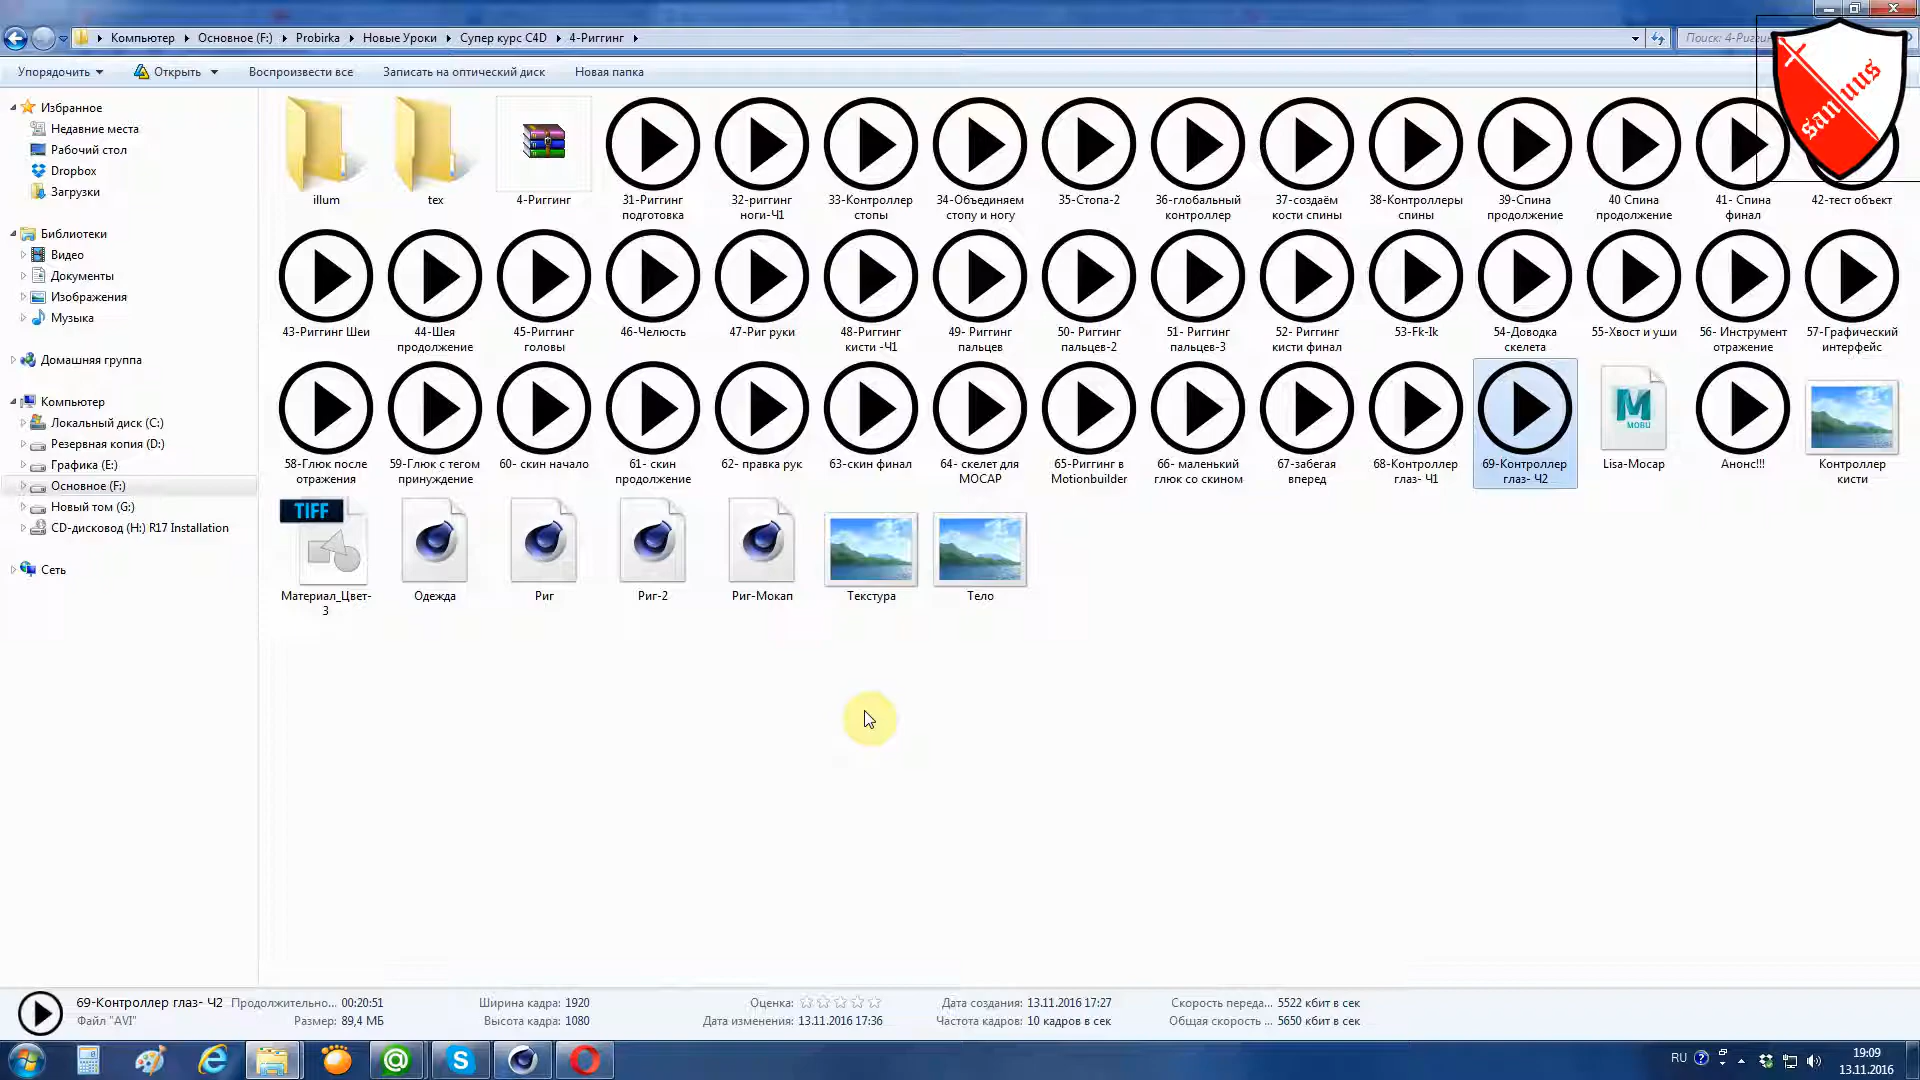 Компьютер
Основное (F:)
Probirka
Новые Уроки
Супер курс C4D
4-Риггинг
Поиск: 4-Ригги
Упорядочить
Открыть
Воспроизвести все
Записать на оптический диск
Новая папка
samuus
Избранное
Недавние места
Рабочий стол
Dropbox
Загрузки
Библиотеки
Видео
Документы
Изображения
Музыка
Домашняя группа
Компьютер
Локальный диск (C:)
Резервная копия (D:)
Графика (E:)
Основное (F:)
Новый том (G:)
CD-дисковод (H:) R17 Installation
Сеть
illum
tex
4-Риггинг
31-Риггинг
подготовка
32-риггинг
ноги-Ч1
33-Контроллер
стопы
34-Объединяем
стопу и ногу
35-Стопа-2
36-глобальный
контроллер
37-создаём
кости спины
38-Контроллеры
спины
39-Спина
продолжение
40 Спина
продолжение
41- Спина
финал
42-тест объект
43-Риггинг Шеи
44-Шея
продолжение
45-Риггинг
головы
46-Челюсть
47-Риг руки
48-Риггинг
кисти -Ч1
49- Риггинг
пальцев
50- Риггинг
пальцев-2
51- Риггинг
пальцев-3
52- Риггинг
кисти финал
53-Fk-Ik
54-Доводка
скелета
55-Хвост и уши
56- Инструмент
отражение
57-Графический
интерфейс
58-Глюк после
отражения
59-Глюк с тегом
принуждение
60- скин начало
61- скин
продолжение
62- правка рук
63-скин финал
64- скелет для
MOCAP
65-Риггинг в
Motionbuilder
66- маленький
глюк со скином
67-забегая
вперед
68-Контроллер
глаз- Ч1
69-Контроллер
глаз- Ч2
MOBU
Lisa-Mocap
Анонс!!!
Контроллер
кисти
TIFF
Материал_Цвет-
3
Одежда
Риг
Риг-2
Риг-Мокап
Текстура
Тело
69-Контроллер глаз- Ч2
Файл "AVI"
Продолжительно... 00:20:51
Размер: 89,4 МБ
Ширина кадра: 1920
Высота кадра: 1080
Оценка:
Дата изменения: 13.11.2016 17:36
Дата создания: 13.11.2016 17:27
Частота кадров: 10 кадров в сек
Скорость переда... 5522 кбит в сек
Общая скорость ... 5650 кбит в сек
RU
19:09
13.11.2016